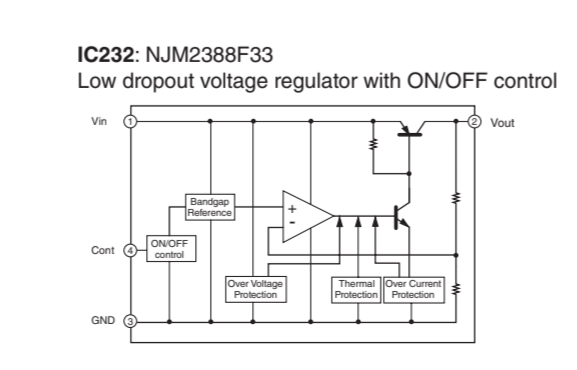 IC232: NJM2388F33
Low dropout voltage regulator with ON/OFF control
Vin
1
2
Vout
Bandgap
Reference
+
-
Cont
4
ON/OFF
control
Over Voltage
Protection
Thermal
Protection
Over Current
Protection
GND
3